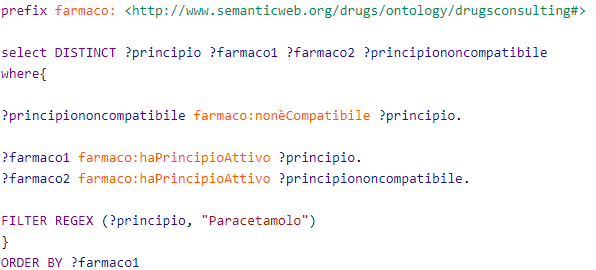 prefix farmaco: <http://www.semanticweb.org/drugs/ontology/drugsconsulting#>
select DISTINCT ?principio ?farmaco1 ?farmaco2 ?principiononcompatibile
where{
?principiononcompatibile farmaco:nonèCompatibile ?principio.
?farmaco1 farmaco:haPrincipioAttivo ?principio.
?farmaco2 farmaco:haPrincipioAttivo ?principiononcompatibile.
FILTER REGEX (?principio, "Paracetamolo")
}
ORDER BY ?farmaco1